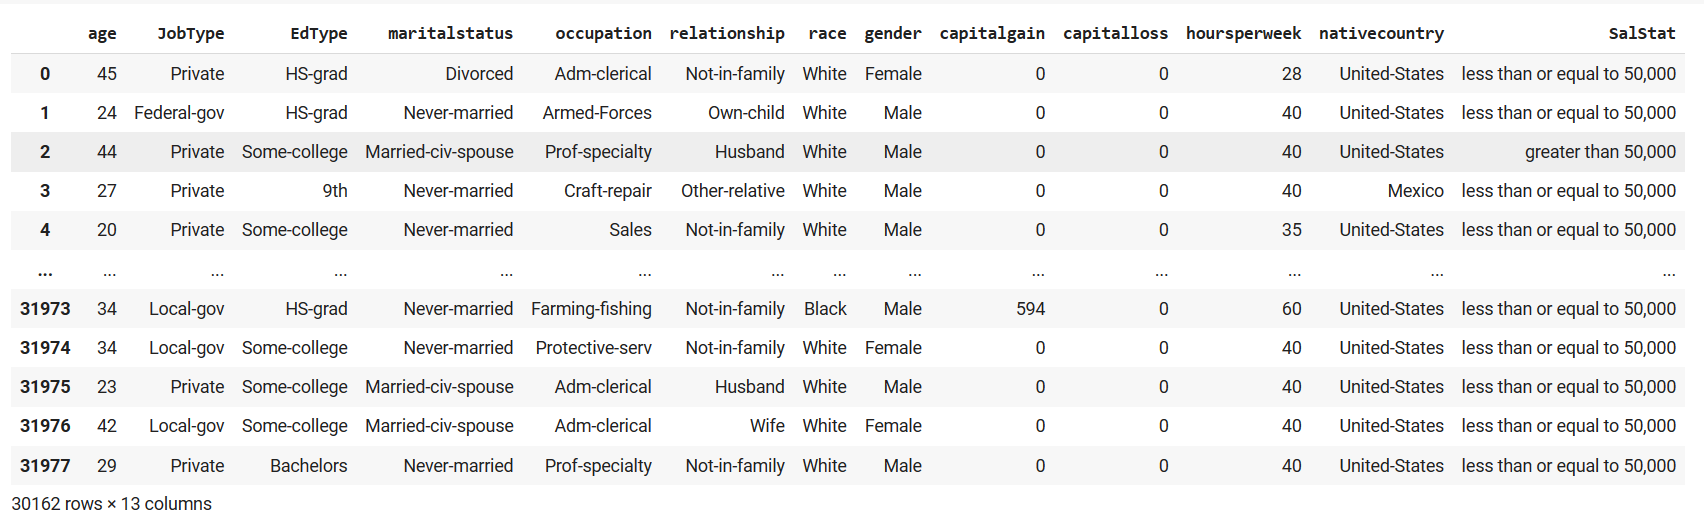 age JobType EdType maritalstatus occupation relationship race gender capitalgain capitalloss hoursperweek nativecountry SalStat
0 45 Private HS-grad Divorced Adm-clerical Not-in-family White Female 0 0 28 United-States less than or equal to 50,000
1 24 Federal-gov HS-grad Never-married Armed-Forces Own-child White Male 0 0 40 United-States less than or equal to 50,000
2 44 Private Some-college Married-civ-spouse Prof-specialty Husband White Male 0 0 40 United-States greater than 50,000
3 27 Private 9th Never-married Craft-repair Other-relative White Male 0 0 40 Mexico less than or equal to 50,000
4 20 Private Some-college Never-married Sales Not-in-family White Male 0 0 35 United-States less than or equal to 50,000
... ... ... ... ... ... ... ... ... ... ... ... ... ...
31973 34 Local-gov HS-grad Never-married Farming-fishing Not-in-family Black Male 594 0 60 United-States less than or equal to 50,000
31974 34 Local-gov Some-college Never-married Protective-serv Not-in-family White Female 0 0 40 United-States less than or equal to 50,000
31975 23 Private Some-college Married-civ-spouse Adm-clerical Husband White Male 0 0 40 United-States less than or equal to 50,000
31976 42 Local-gov Some-college Married-civ-spouse Adm-clerical Wife White Female 0 0 40 United-States less than or equal to 50,000
31977 29 Private Bachelors Never-married Prof-specialty Not-in-family White Male 0 0 40 United-States less than or equal to 50,000
30162 rows × 13 columns